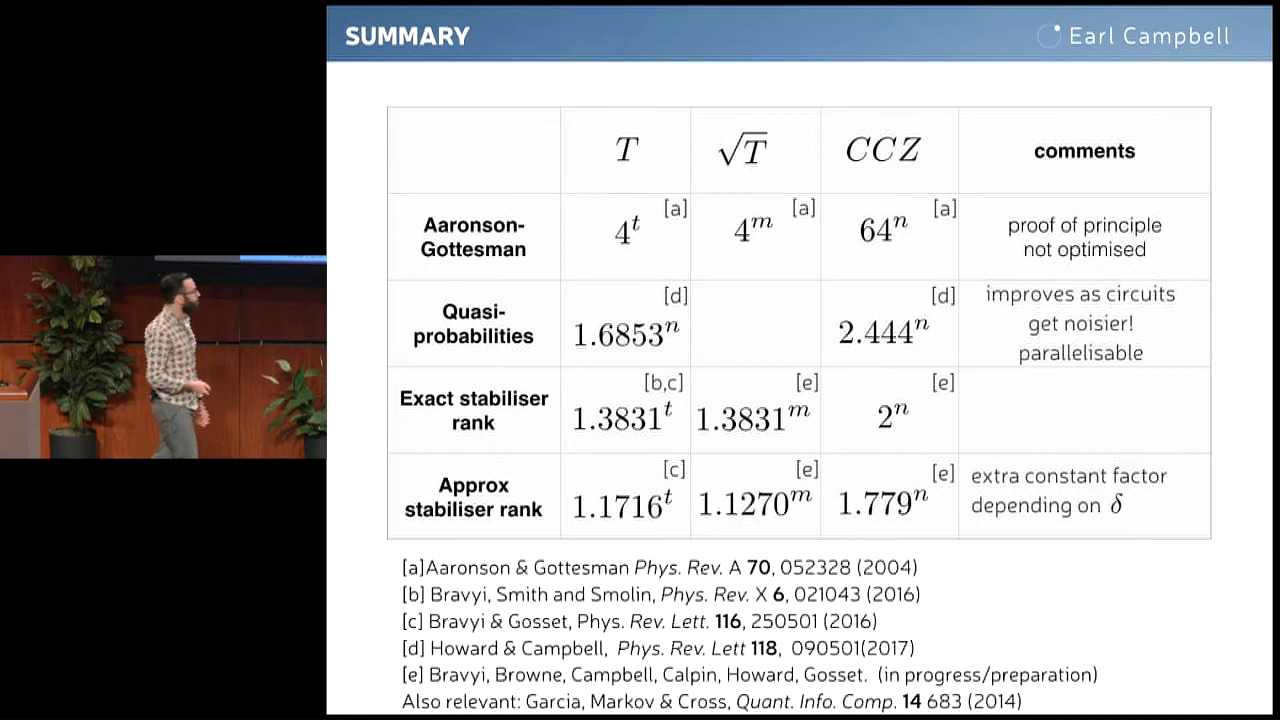 SUMMARY
Earl Campbell
T √T CCZ comments
Aaronson-
Gottesman
4^t [a] 4^m [a] 64^n [a]
proof of principle
not optimised
Quasi-
probabilities
1.6853^n [d] 2.444^n [d]
improves as circuits
get noisier!
parallelisable
Exact stabiliser
rank
1.3831^t [b,c] 1.3831^m [e] 2^n [e]
Approx
stabiliser rank
1.1716^t [c] 1.1270^m [e] 1.779^n [e]
extra constant factor
depending on δ
[a]Aaronson & Gottesman Phys. Rev. A 70, 052328 (2004)
[b] Bravyi, Smith and Smolin, Phys. Rev. X 6, 021043 (2016)
[c] Bravyi & Gosset, Phys. Rev. Lett. 116, 250501 (2016)
[d] Howard & Campbell, Phys. Rev. Lett 118, 090501(2017)
[e] Bravyi, Browne, Campbell, Calpin, Howard, Gosset. (in progress/preparation)
Also relevant: Garcia, Markov & Cross, Quant. Info. Comp. 14 683 (2014)